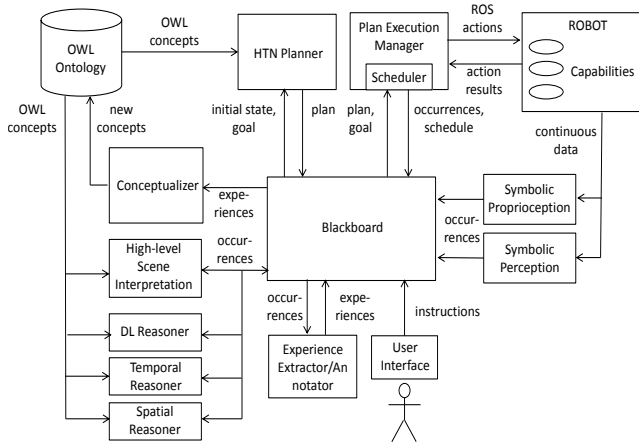 OWL
Ontology
OWL
concepts
HTN Planner
Plan Execution
Manager
Scheduler
ROS
actions
action
results
ROBOT
Capabilities
OWL
concepts
new
concepts
initial state,
goal
plan
plan,
goal
occurrences,
schedule
continuous
data
Conceptualizer
expe-
riences
Blackboard
occur-
rences
Symbolic
Proprioception
Symbolic
Perception
High-level
Scene
Interpretation
occur-
rences
DL Reasoner
Temporal
Reasoner
Spatial
Reasoner
occur-
rences
expe-
riences
instructions
Experience
Extractor/An
notator
User
Interface